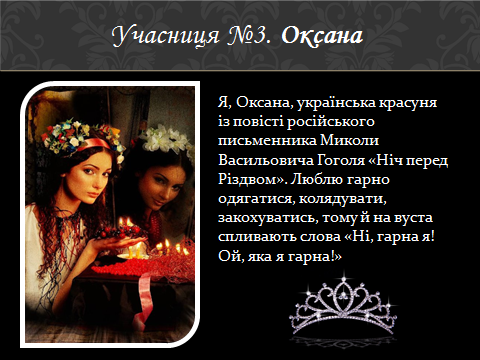 Учасниця №3. Оксана
Я, Оксана, українська красуня
із повісті російського
письменника Миколи
Васильовича Гоголя «Ніч перед
Різдвом». Люблю гарно
одягатися, колядувати,
закохуватись, тому й на вуста
спливають слова «Ні, гарна я!
Ой, яка я гарна!»